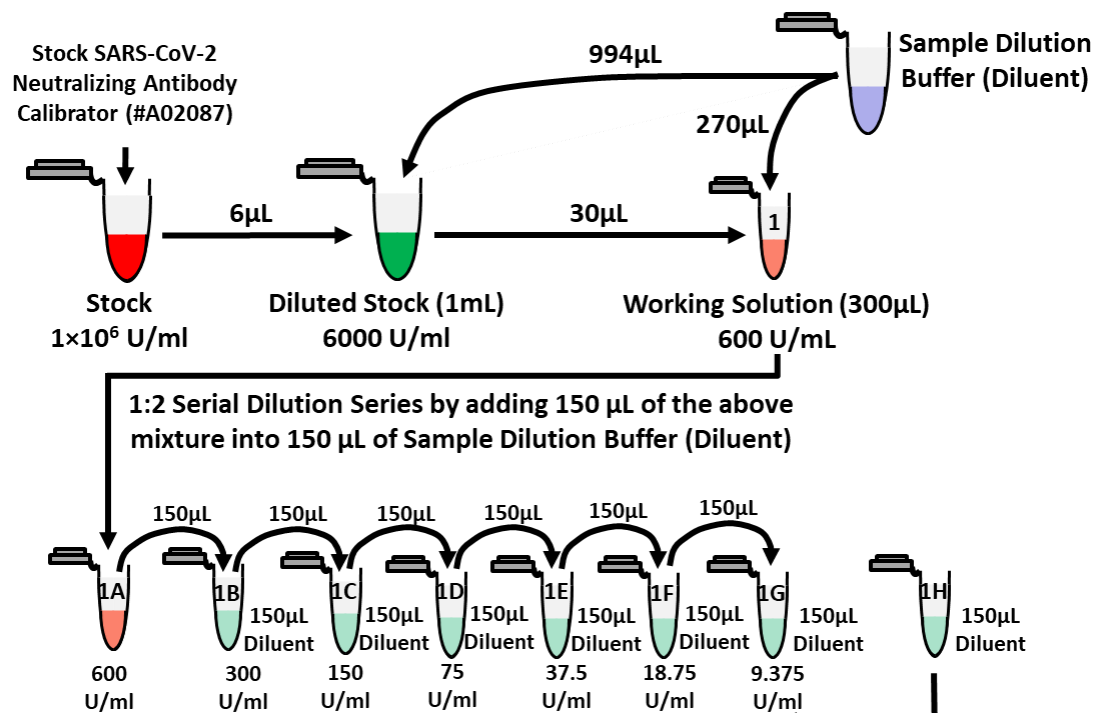 Stock SARS-CoV-2
Neutralizing Antibody
Calibrator (#A02087)
994µL
Sample Dilution
Buffer (Diluent)
270µL
6µL
30µL
1
Stock
1×10⁶ U/ml
Diluted Stock (1mL)
6000 U/ml
Working Solution (300µL)
600 U/mL
1:2 Serial Dilution Series by adding 150 µL of the above
mixture into 150 µL of Sample Dilution Buffer (Diluent)
150µL
150µL
150µL
150µL
150µL
150µL
1A
1B
1C
1D
1E
1F
1G
1H
150µL
Diluent
150µL
Diluent
150µL
Diluent
150µL
Diluent
150µL
Diluent
150µL
Diluent
150µL
Diluent
600
U/ml
300
U/ml
150
U/ml
75
U/ml
37.5
U/ml
18.75
U/ml
9.375
U/ml